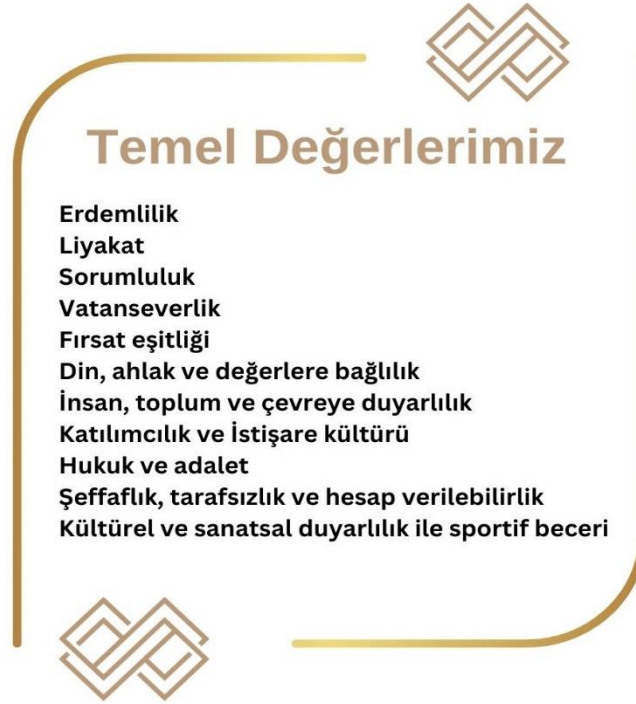 Temel Değerlerimiz
Erdemlilik
Liyakat
Sorumluluk
Vatanseverlik
Fırsat eşitliği
Din, ahlak ve değerlere bağlılık
İnsan, toplum ve çevreye duyarlılık
Katılımcılık ve İstişare kültürü
Hukuk ve adalet
Şeffaflık, tarafsızlık ve hesap verilebilirlik
Kültürel ve sanatsal duyarlılık ile sportif beceri